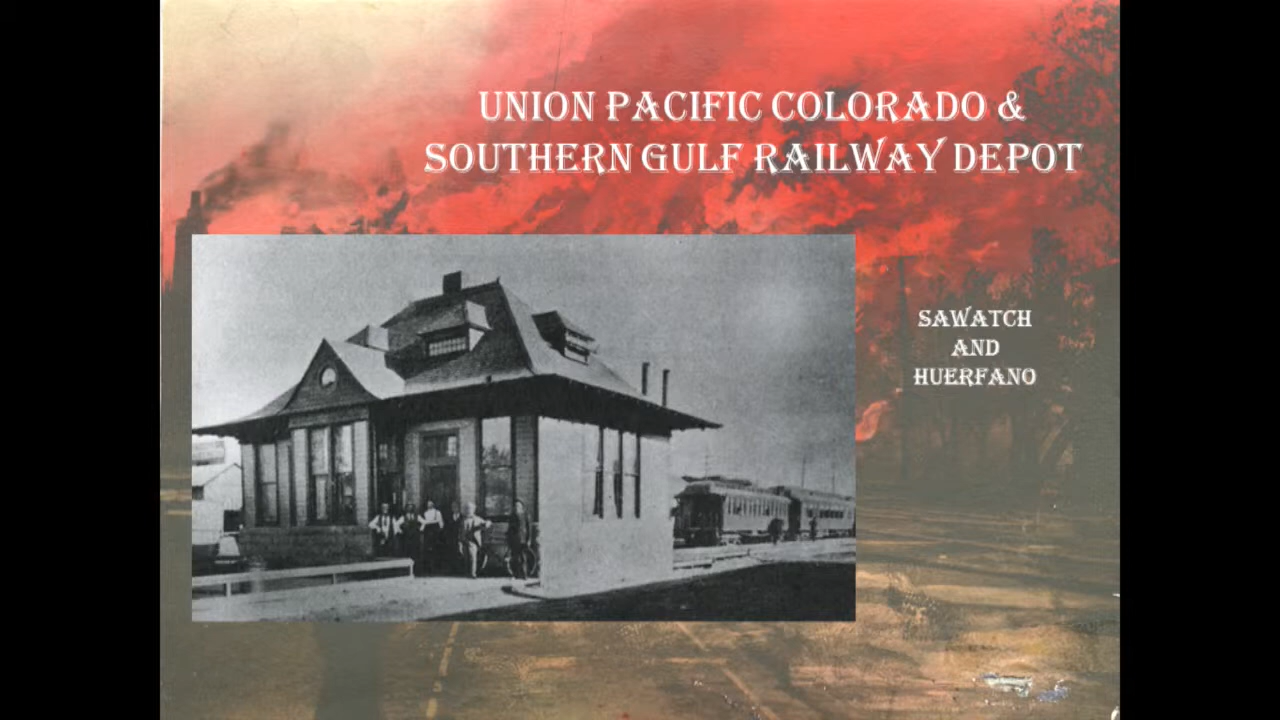 UNION PACIFIC COLORADO &
SOUTHERN GULF RAILWAY DEPOT
SAWATCH
AND
HUERFANO